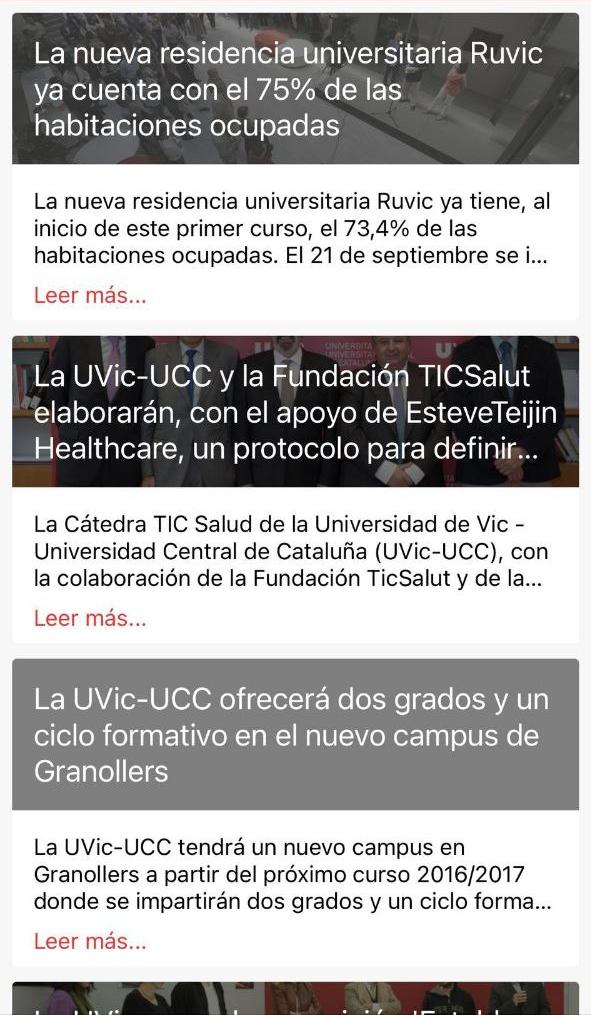 La nueva residencia universitaria Ruvic
ya cuenta con el 75% de las
habitaciones ocupadas
La nueva residencia universitaria Ruvic ya tiene, al
inicio de este primer curso, el 73,4% de las
habitaciones ocupadas. El 21 de septiembre se i...
Leer más...
La UVic-UCC y la Fundación TICSalut
elaborarán, con el apoyo de EsteveTeijin
Healthcare, un protocolo para definir...
La Cátedra TIC Salud de la Universidad de Vic -
Universidad Central de Cataluña (UVic-UCC), con
la colaboración de la Fundación TicSalut y de la...
Leer más...
La UVic-UCC ofrecerá dos grados y un
ciclo formativo en el nuevo campus de
Granollers
La UVic-UCC tendrá un nuevo campus en
Granollers a partir del próximo curso 2016/2017
donde se impartirán dos grados y un ciclo forma...
Leer más...